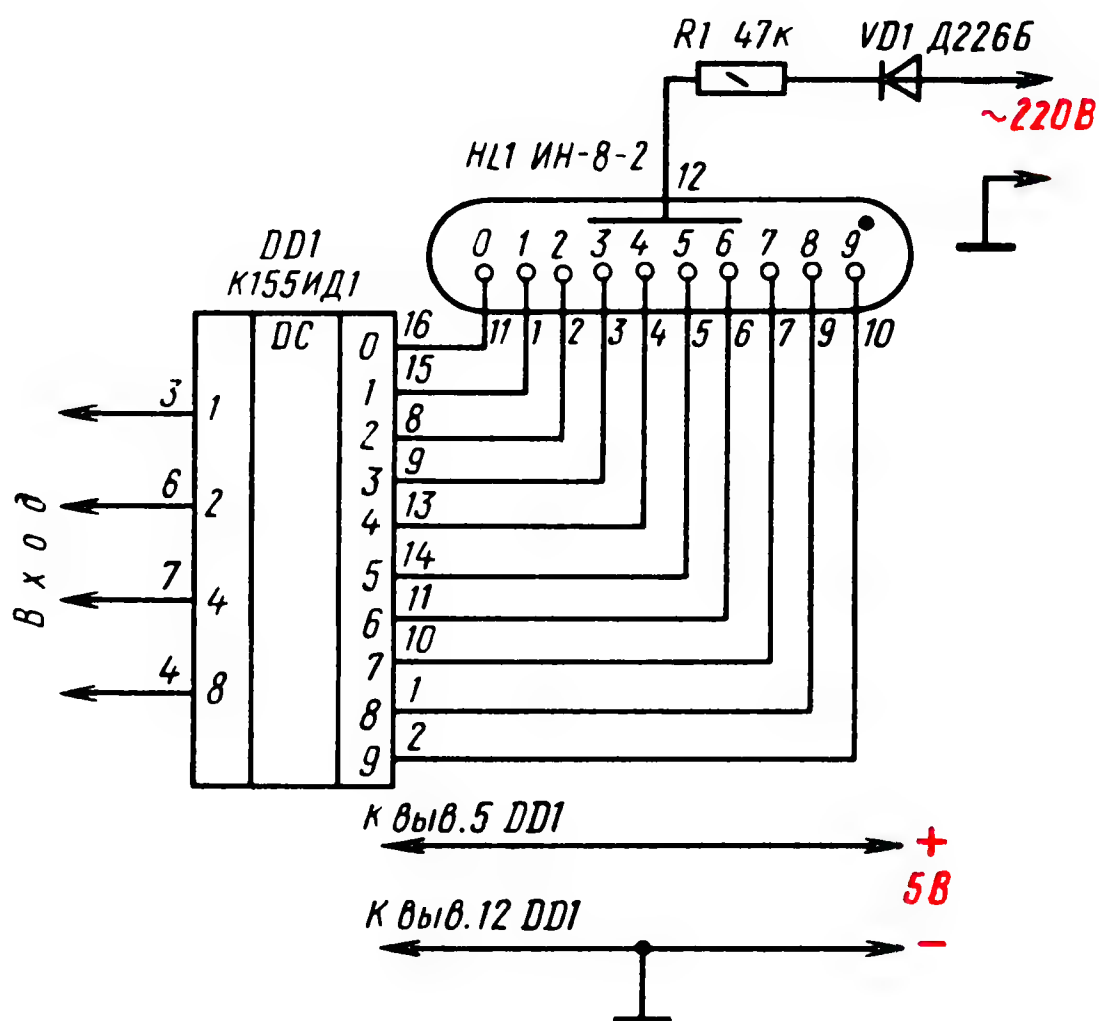 R1 47к
VD1 Д226Б
~220В
HL1 ИН-8-2
12
0 1 2 3 4 5 6 7 8 9
11 1 2 3 4 5 6 7 9 10
DD1
К155ИД1
DC
Вход
3 1
6 2
7 4
4 8
0 16
1 15
2 8
3 9
4 13
5 14
6 11
7 10
8 1
9 2
К выв.5 DD1
+
5В
К выв.12 DD1
−